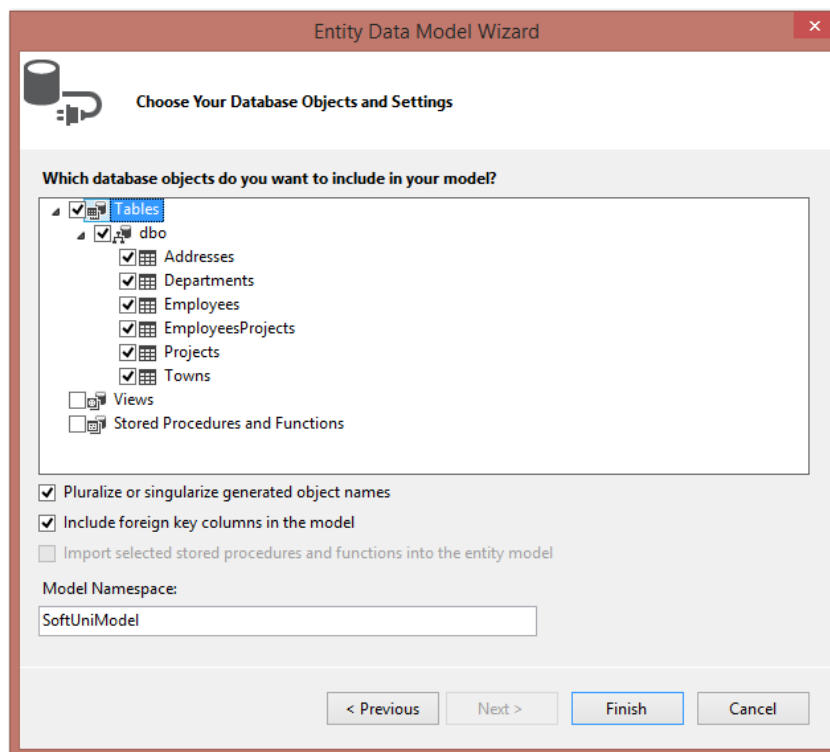 Entity Data Model Wizard
Choose Your Database Objects and Settings
Which database objects do you want to include in your model?
Tables
dbo
Addresses
Departments
Employees
EmployeesProjects
Projects
Towns
Views
Stored Procedures and Functions
Pluralize or singularize generated object names
Include foreign key columns in the model
Import selected stored procedures and functions into the entity model
Model Namespace:
SoftUniModel
< Previous Next > Finish Cancel